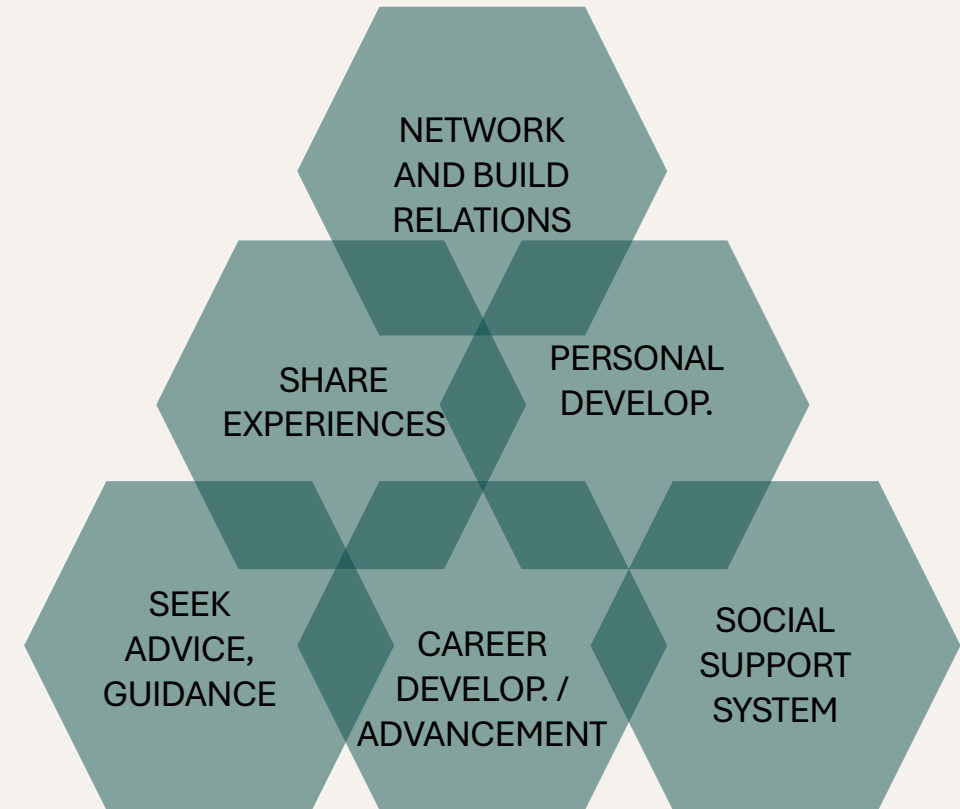 NETWORK
AND BUILD
RELATIONS
SHARE
EXPERIENCES
PERSONAL
DEVELOP.
SEEK
ADVICE,
GUIDANCE
CAREER
DEVELOP. /
ADVANCEMENT
SOCIAL
SUPPORT
SYSTEM